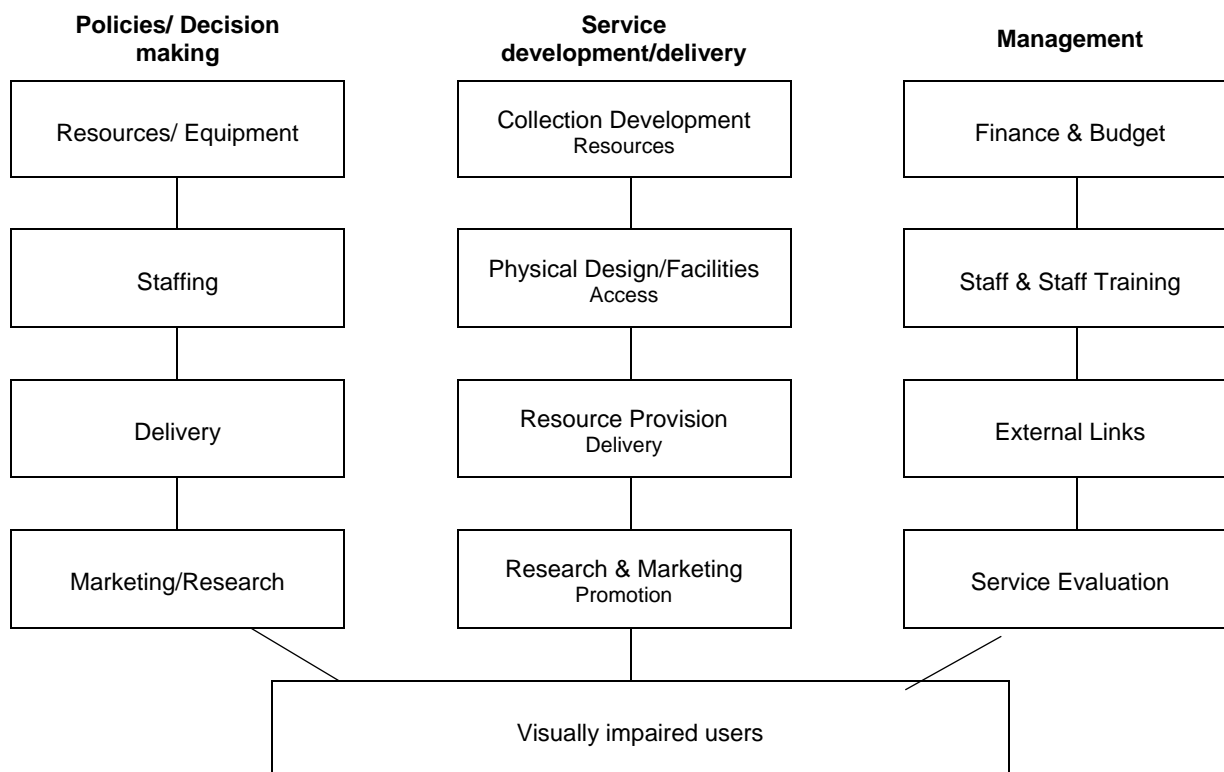 Policies/ Decision
making
Service
development/delivery
Management
Resources/ Equipment
Collection Development
Resources
Finance & Budget
Staffing
Physical Design/Facilities
Access
Staff & Staff Training
Delivery
Resource Provision
Delivery
External Links
Marketing/Research
Research & Marketing
Promotion
Service Evaluation
Visually impaired users